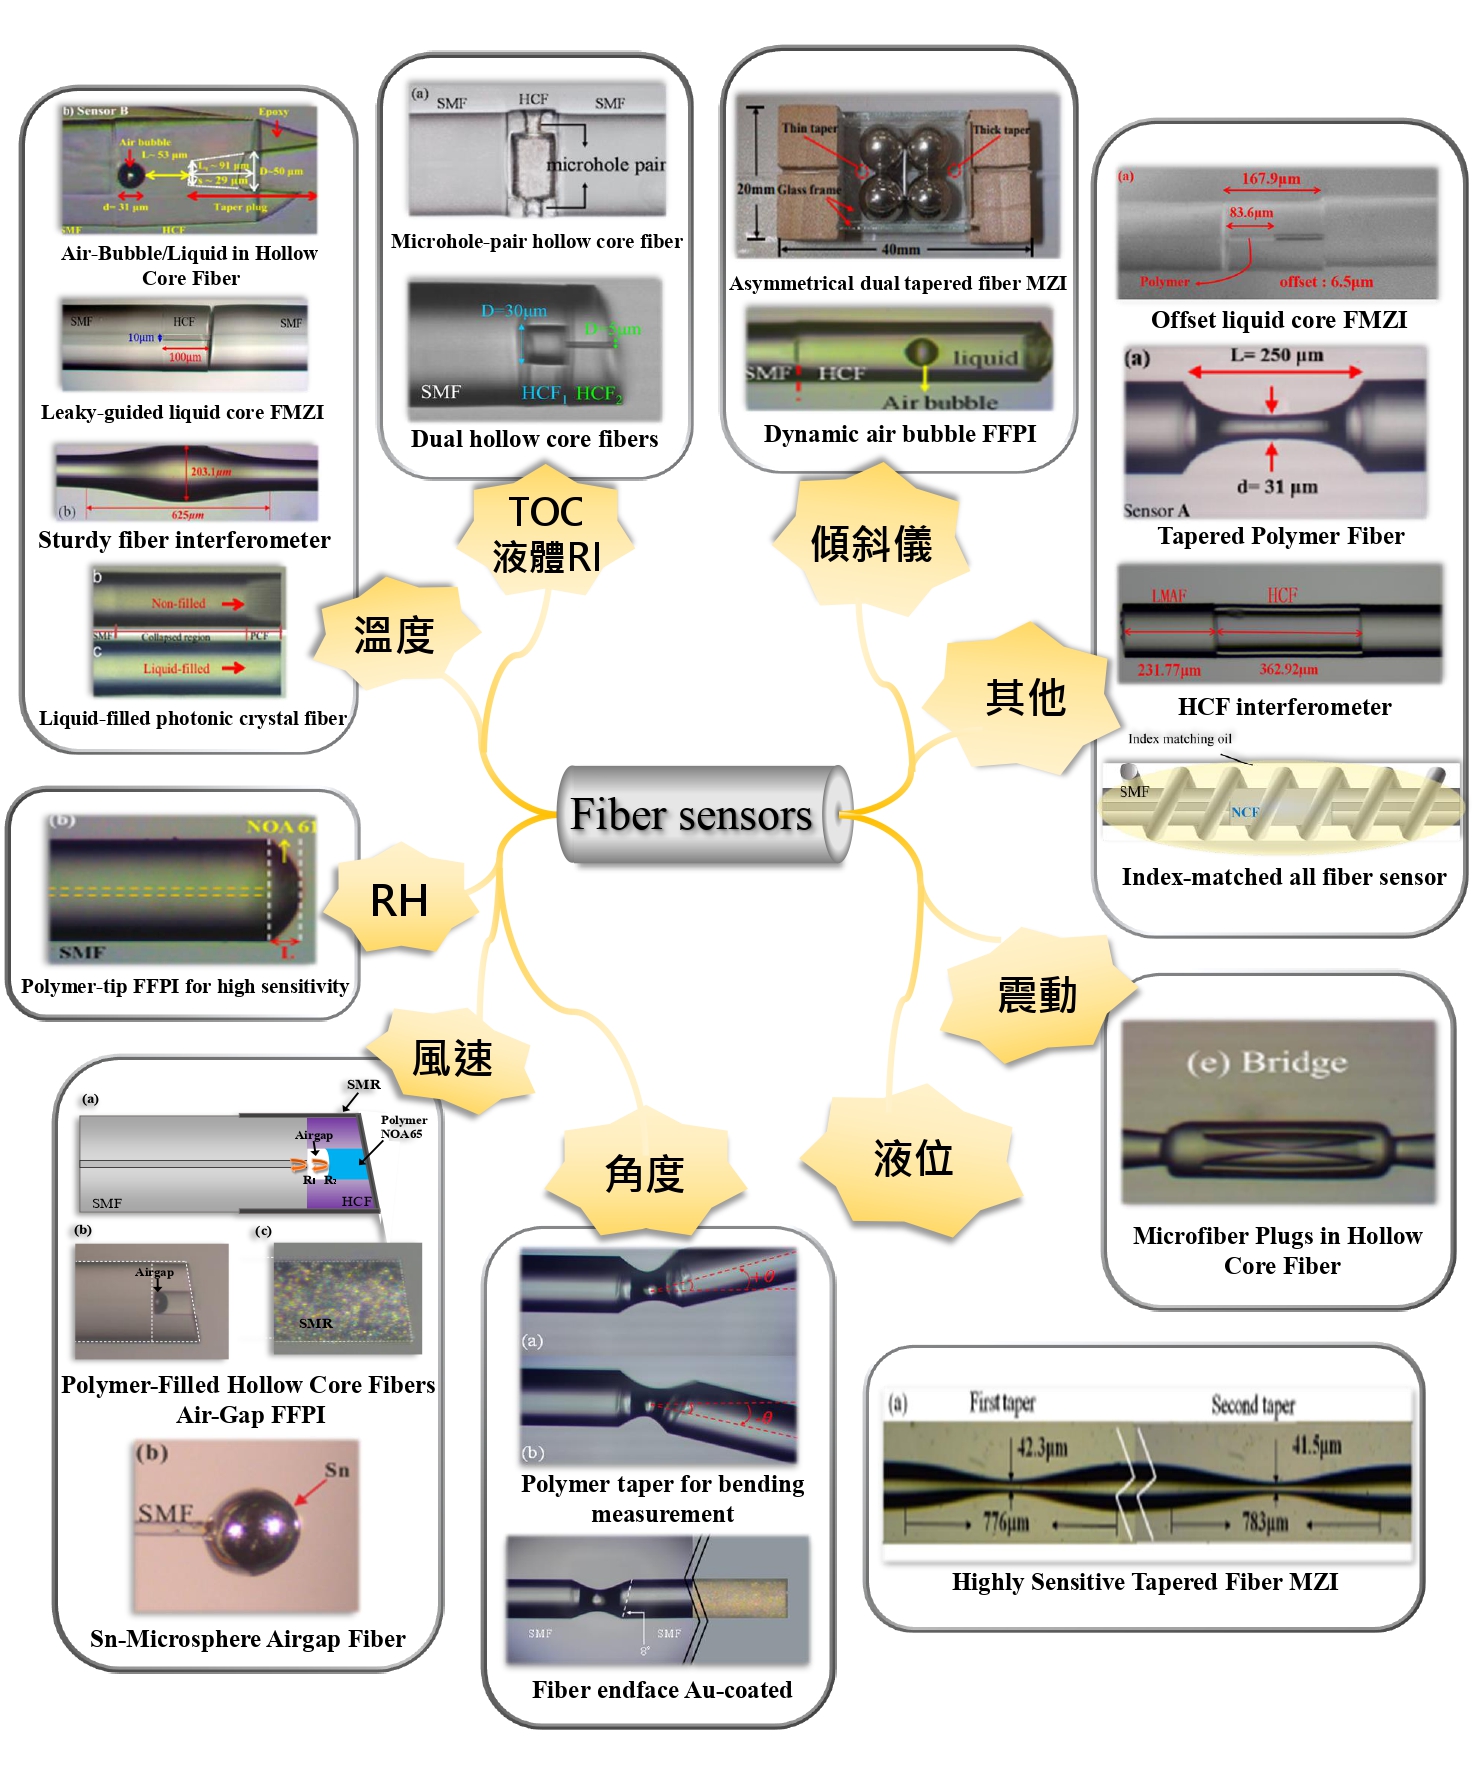 b) Sensor B
Epoxy
Air bubble
L~ 53 μm
L ~ 91 μm
s ~ 29 μm
D~50 μm
d= 31 μm
Taper plug
SMF
HCF
Air-Bubble/Liquid in Hollow
Core Fiber
SMF
HCF
SMF
10μm
100μm
Leaky-guided liquid core FMZI
203.1μm
(b)
625μm
Sturdy fiber interferometer
b
Non-filled
SMF
Collapsed region
PCF
c
Liquid-filled
Liquid-filled photonic crystal fiber
(a)
SMF
HCF
SMF
microhole pair
Microhole-pair hollow core fiber
D=30μm
D=5μm
SMF
HCF1
HCF2
Dual hollow core fibers
Thin taper
Thick taper
20mm
Glass frame
40mm
Asymmetrical dual tapered fiber MZI
liquid
SMF
HCF
Air bubble
Dynamic air bubble FFPI
(a)
167.9μm
83.6μm
Polymer
offset : 6.5μm
Offset liquid core FMZI
(a)
L= 250 μm
d= 31 μm
Sensor A
Tapered Polymer Fiber
LMAF
HCF
231.77μm
362.92μm
HCF interferometer
Index matching oil
SMF
NCF
Index-matched all fiber sensor
TOC
液體RI
傾斜儀
溫度
其他
Fiber sensors
RH
震動
風速
角度
液位
(b)
NOA 61
SMF
L
Polymer-tip FFPI for high sensitivity
(a)
SMR
Polymer
NOA65
Airgap
R1
R2
SMF
HCF
(b)
Airgap
(c)
SMR
Polymer-Filled Hollow Core Fibers
Air-Gap FFPI
(b)
Sn
SMF
Sn-Microsphere Airgap Fiber
+θ
(a)
-θ
(b)
Polymer taper for bending
measurement
SMF
8°
SMF
Fiber endface Au-coated
(e) Bridge
Microfiber Plugs in Hollow
Core Fiber
(a)
First taper
Second taper
42.3μm
41.5μm
776μm
783μm
Highly Sensitive Tapered Fiber MZI